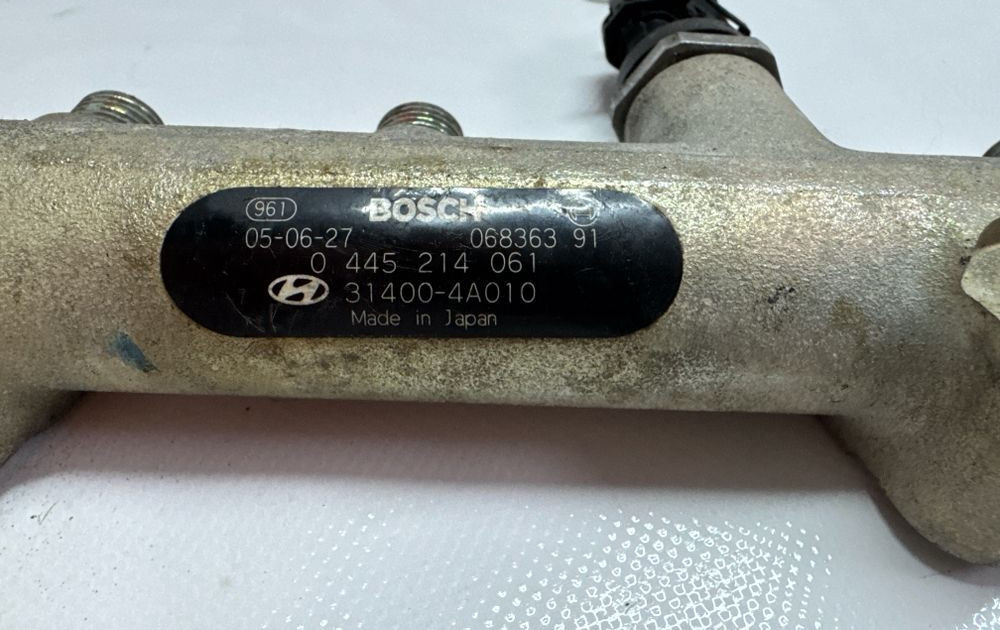 961 BOSCH
05-06-27 068363 91
0 445 214 061
31400-4A010
Made in Japan